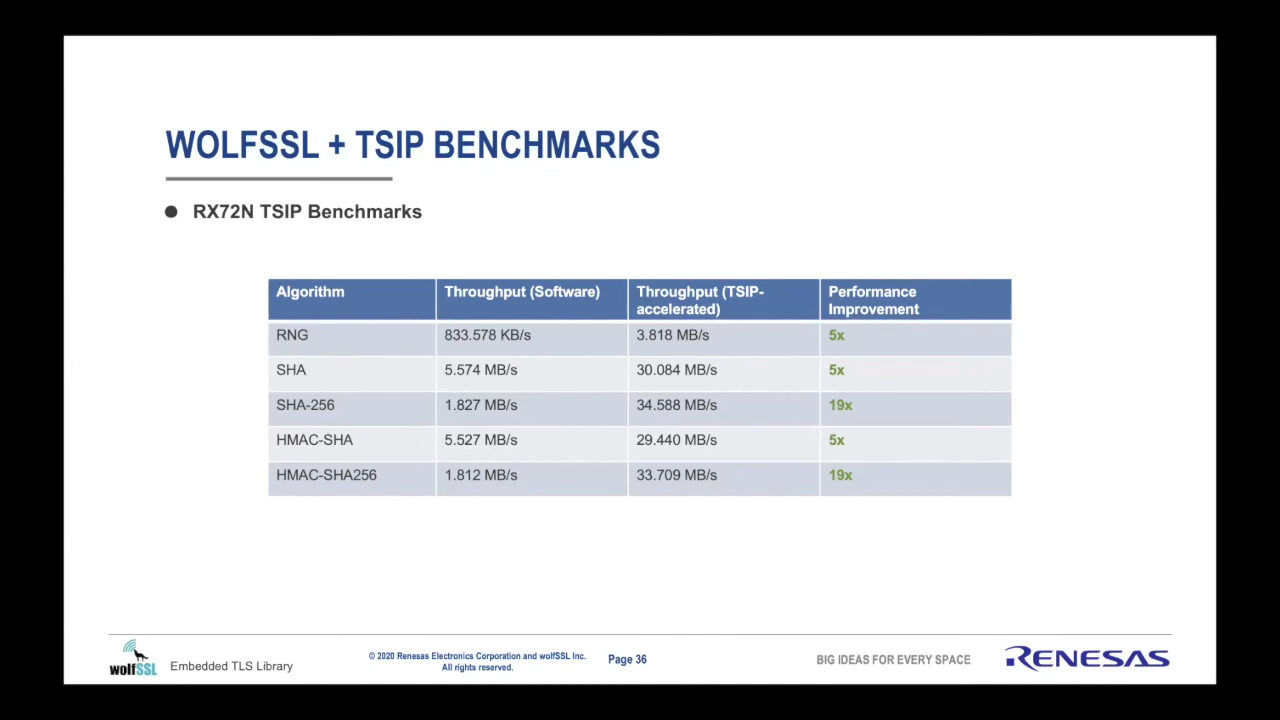 WOLFSSL + TSIP BENCHMARKS
● RX72N TSIP Benchmarks
Algorithm Throughput (Software) Throughput (TSIP-accelerated) Performance Improvement
RNG 833.578 KB/s 3.818 MB/s 5x
SHA 5.574 MB/s 30.084 MB/s 5x
SHA-256 1.827 MB/s 34.588 MB/s 19x
HMAC-SHA 5.527 MB/s 29.440 MB/s 5x
HMAC-SHA256 1.812 MB/s 33.709 MB/s 19x
wolfSSL
Embedded TLS Library
© 2020 Renesas Electronics Corporation and wolfSSL Inc.
All rights reserved.
Page 36
BIG IDEAS FOR EVERY SPACE
RENESAS